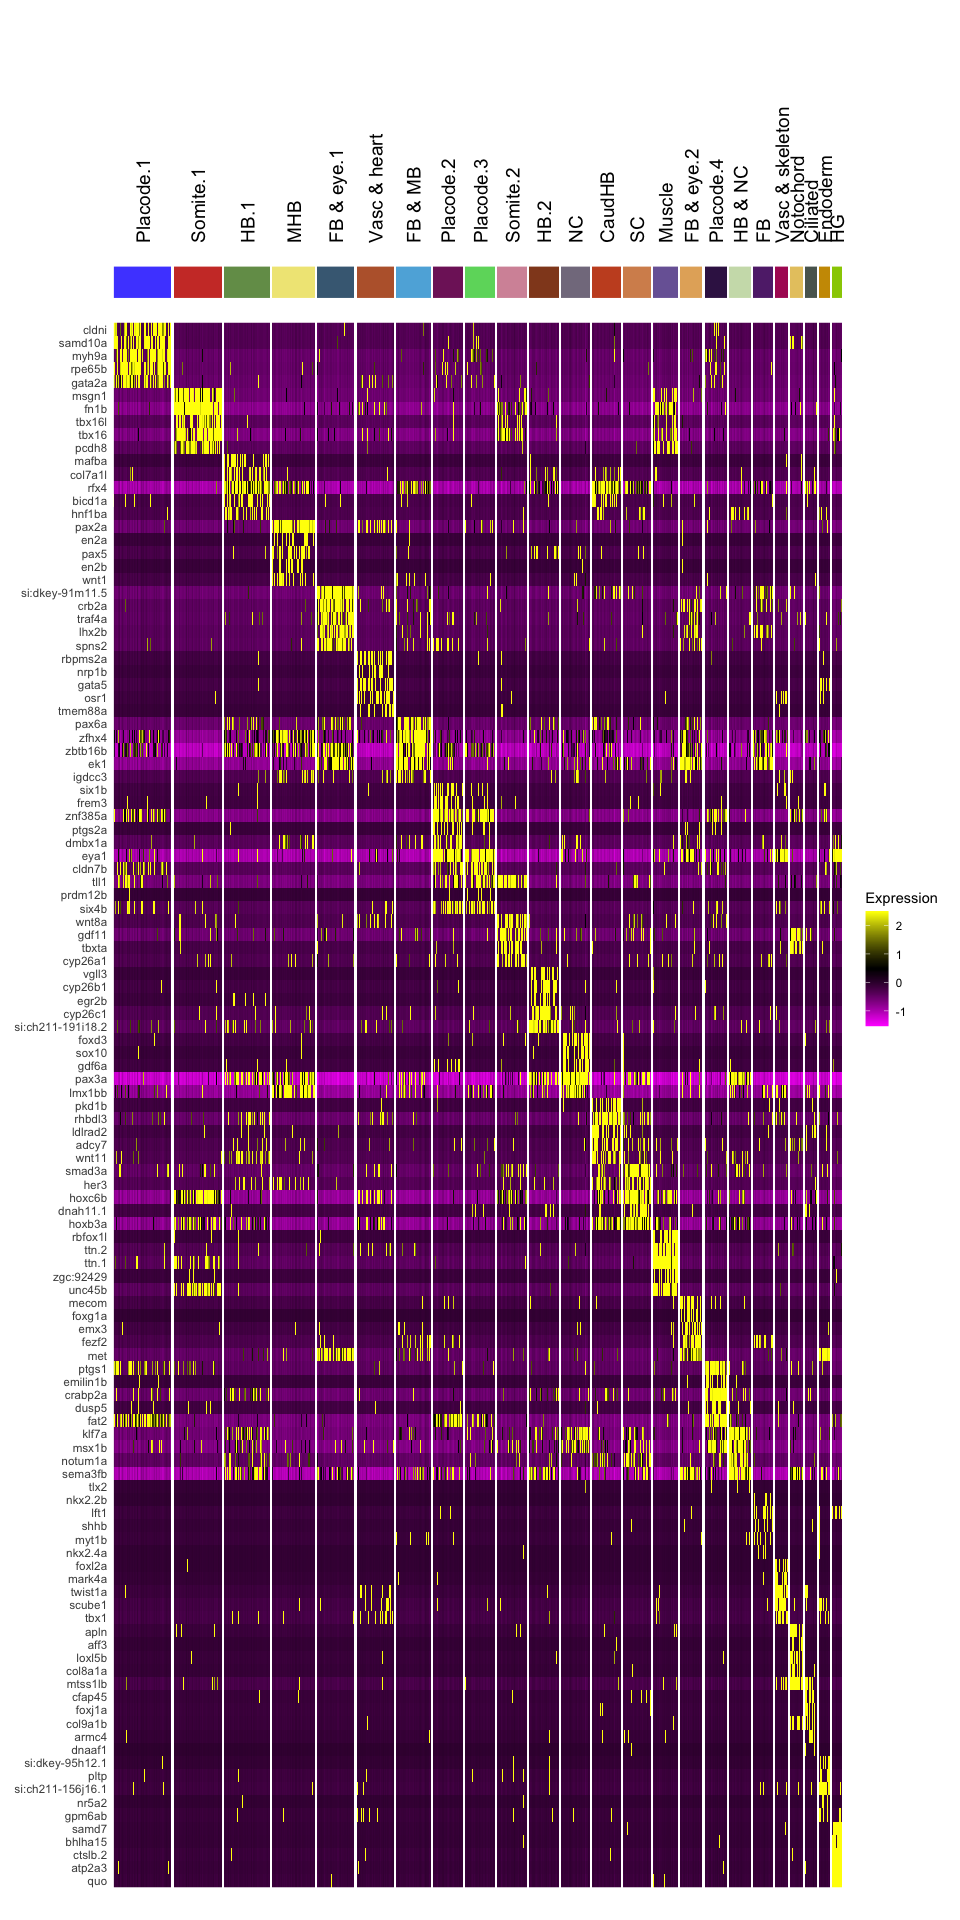 Placode.1
Somite.1
HB.1
MHB
FB & eye.1
Vasc & heart
FB & MB
Placode.2
Placode.3
Somite.2
HB.2
NC
CaudHB
SC
Muscle
FB & eye.2
Placode.4
HB & NC
FB
Vasc & skeleton
Notochord
Ciliated
Endoderm
HG
cldni
samd10a
myh9a
rpe65b
gata2a
msgn1
fn1b
tbx16l
tbx16
pcdh8
mafba
col7a1l
rfx4
bicd1a
hnf1ba
pax2a
en2a
pax5
en2b
wnt1
si:dkey-91m11.5
crb2a
traf4a
lhx2b
spns2
rbpms2a
nrp1b
gata5
osr1
tmem88a
pax6a
zfhx4
zbtb16b
ek1
igdcc3
six1b
frem3
znf385a
ptgs2a
dmbx1a
eya1
cldn7b
tll1
prdm12b
six4b
wnt8a
gdf11
tbxta
cyp26a1
vgll3
cyp26b1
egr2b
cyp26c1
si:ch211-191i18.2
foxd3
sox10
gdf6a
pax3a
lmx1bb
pkd1b
rhbdl3
ldlrad2
adcy7
wnt11
smad3a
her3
hoxc6b
dnah11.1
hoxb3a
rbfox1l
ttn.2
ttn.1
zgc:92429
unc45b
mecom
foxg1a
emx3
fezf2
met
ptgs1
emilin1b
crabp2a
dusp5
fat2
klf7a
msx1b
notum1a
sema3fb
tlx2
nkx2.2b
lft1
shhb
myt1b
nkx2.4a
foxl2a
mark4a
twist1a
scube1
tbx1
apln
aff3
loxl5b
col8a1a
mtss1lb
cfap45
foxj1a
col9a1b
armc4
dnaaf1
si:dkey-95h12.1
pltp
si:ch211-156j16.1
nr5a2
gpm6ab
samd7
bhlha15
ctslb.2
atp2a3
quo
Expression
2
1
0
-1